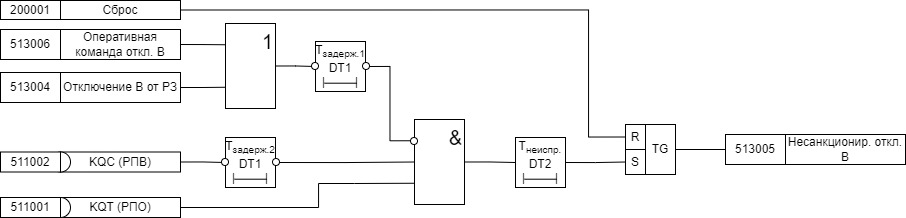 200001 Сброс
513006 Оперативная
команда откл. В
513004 Отключение В от РЗ
1
Tзадерж.1
DT1
511002 KQC (РПВ)
Tзадерж.2
DT1
511001 KQT (РПО)
&
Tнеиспр.
DT2
R
S
TG
513005 Несанкционир. откл.
В